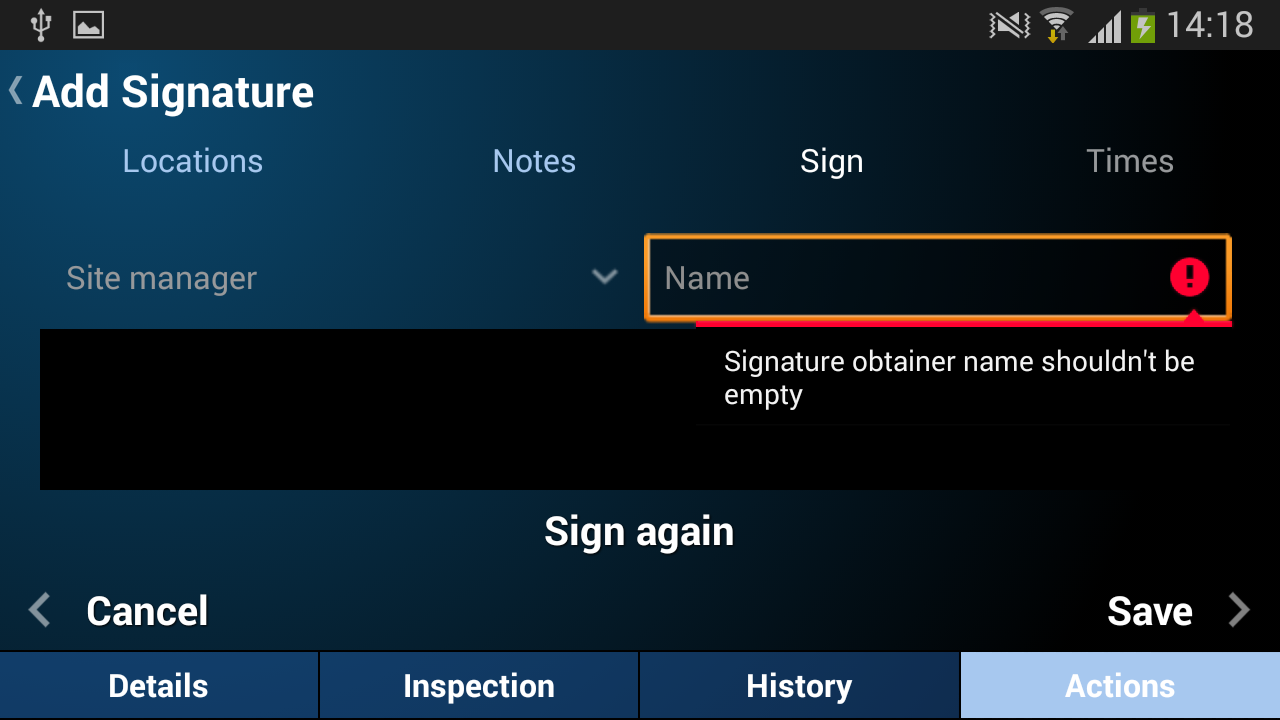 14:18
Add Signature
Locations Notes Sign Times
Site manager Name
Signature obtainer name shouldn't be
empty
Sign again
Cancel Save
Details Inspection History Actions